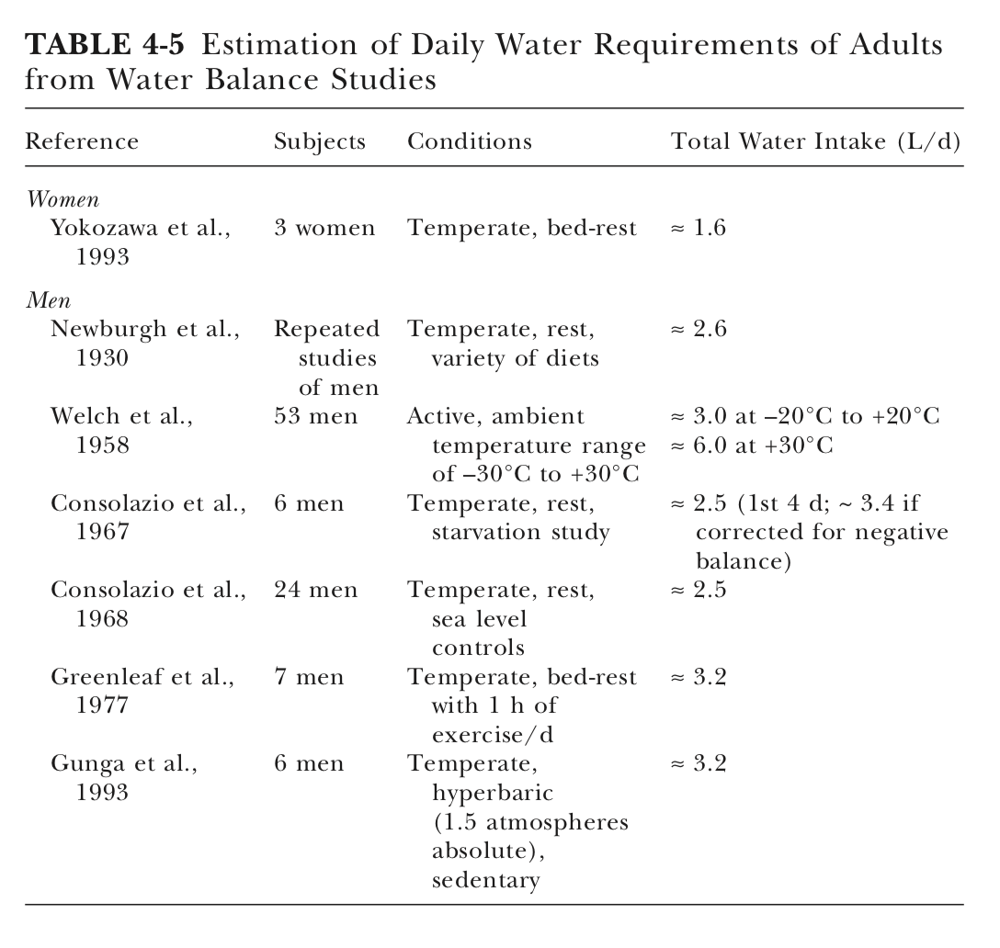 TABLE 4-5 Estimation of Daily Water Requirements of Adults
from Water Balance Studies
Reference Subjects Conditions Total Water Intake (L/d)
Women
Yokozawa et al., 3 women Temperate, bed-rest ≈ 1.6
1993
Men
Newburgh et al., Repeated Temperate, rest, ≈ 2.6
1930 studies variety of diets
of men
Welch et al., 53 men Active, ambient ≈ 3.0 at –20°C to +20°C
1958 temperature range ≈ 6.0 at +30°C
of –30°C to +30°C
Consolazio et al., 6 men Temperate, rest, ≈ 2.5 (1st 4 d; ~ 3.4 if
1967 starvation study corrected for negative
balance)
Consolazio et al., 24 men Temperate, rest, ≈ 2.5
1968 sea level
controls
Greenleaf et al., 7 men Temperate, bed-rest ≈ 3.2
1977 with 1 h of
exercise/d
Gunga et al., 6 men Temperate, ≈ 3.2
1993 hyperbaric
(1.5 atmospheres
absolute),
sedentary